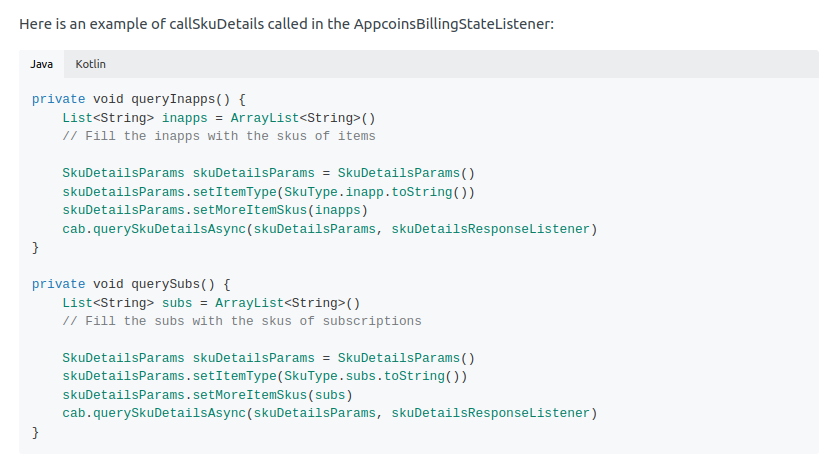 Here is an example of callSkuDetails called in the AppcoinsBillingStateListener:
Java Kotlin
private void queryInapps() {
    List<String> inapps = ArrayList<String>()
    // Fill the inapps with the skus of items
    SkuDetailsParams skuDetailsParams = SkuDetailsParams()
    skuDetailsParams.setItemType(SkuType.inapp.toString())
    skuDetailsParams.setMoreItemSkus(inapps)
    cab.querySkuDetailsAsync(skuDetailsParams, skuDetailsResponseListener)
}
private void querySubs() {
    List<String> subs = ArrayList<String>()
    // Fill the subs with the skus of subscriptions
    SkuDetailsParams skuDetailsParams = SkuDetailsParams()
    skuDetailsParams.setItemType(SkuType.subs.toString())
    skuDetailsParams.setMoreItemSkus(subs)
    cab.querySkuDetailsAsync(skuDetailsParams, skuDetailsResponseListener)
}